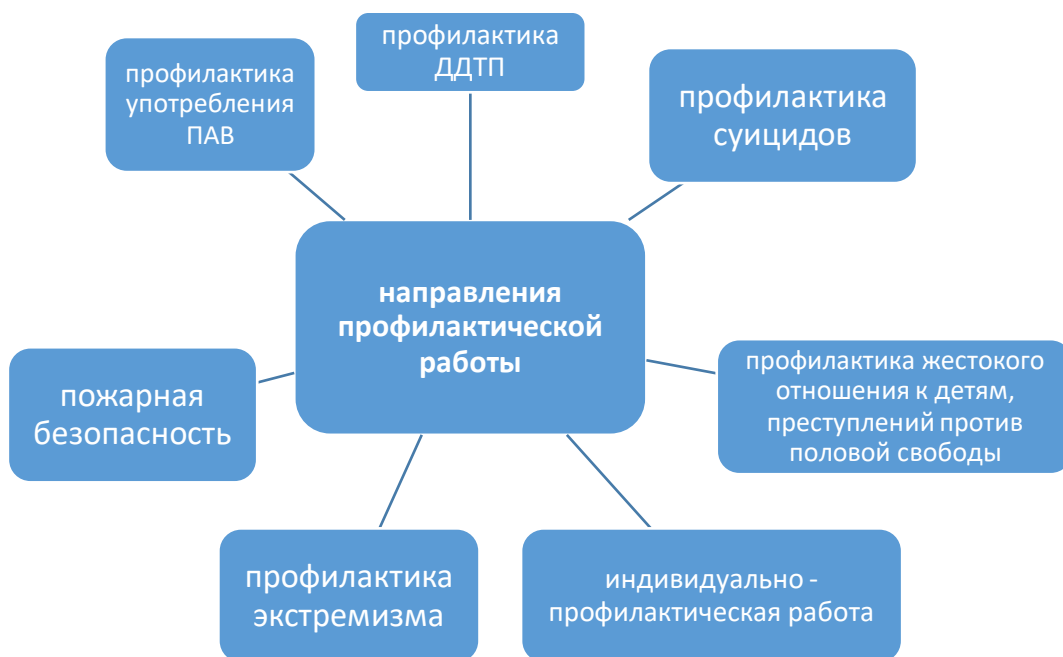 профилактика
ДДТП
профилактика
употребления
ПАВ
профилактика
суицидов
направления
профилактической
работы
профилактика жестокого
отношения к детям,
преступлений против
половой свободы
пожарная
безопасность
профилактика
экстремизма
индивидуально -
профилактическая работа